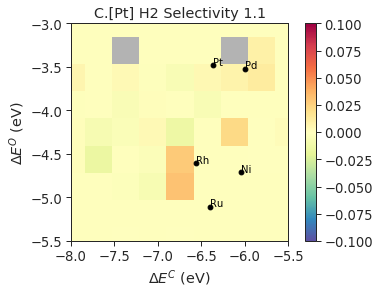 C.[Pt] H2 Selectivity 1.1
ΔE^O (eV)
−3.0
−3.5
−4.0
−4.5
−5.0
−5.5
Pt
Pd
Rh
Ni
Ru
−8.0 −7.5 −7.0 −6.5 −6.0 −5.5
ΔE^C (eV)
0.100
0.075
0.050
0.025
0.000
−0.025
−0.050
−0.075
−0.100